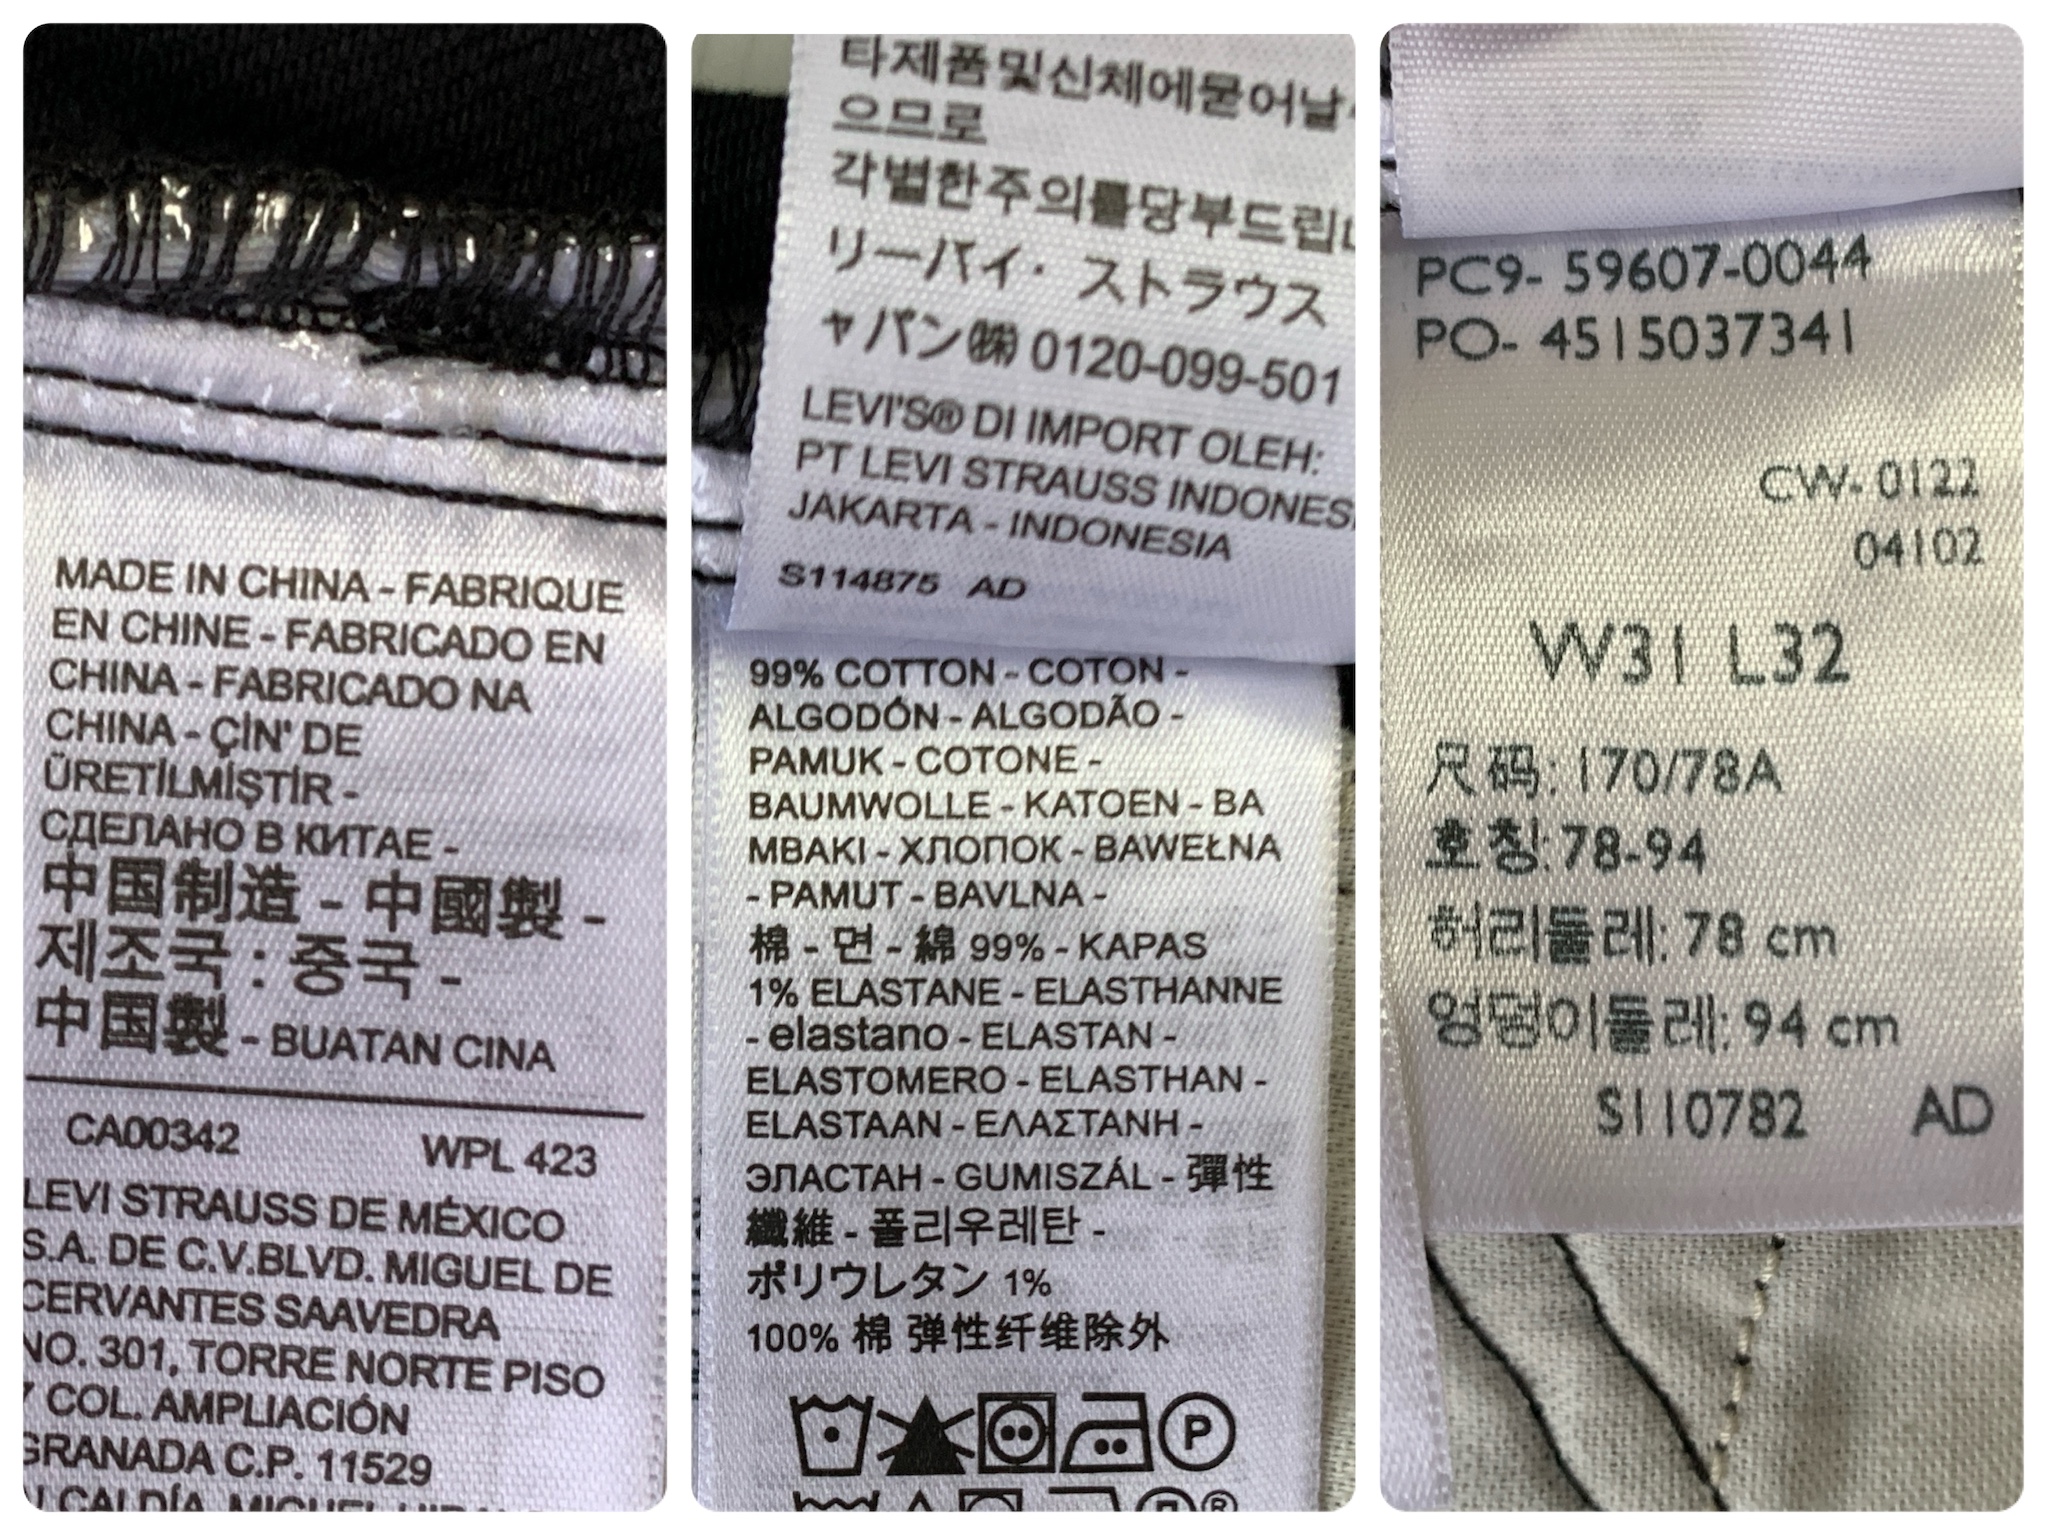 MADE IN CHINA - FABRIQUE
EN CHINE - FABRICADO EN
CHINA - FABRICADO NA
CHINA - ÇİN' DE
ÜRETİLMİŞTİR -
СДЕЛАНО В КИТАЕ -
中国制造 - 中國製 -
제조국 : 중국 -
中国製 - BUATAN CINA
CA00342 WPL 423
LEVI STRAUSS DE MÉXICO
S.A. DE C.V.BLVD. MIGUEL DE
CERVANTES SAAVEDRA
NO. 301, TORRE NORTE PISO
7 COL. AMPLIACIÓN
GRANADA C.P. 11529
타제품및신체에묻어날
으므로
각별한주의를당부드립니
リーバイ・ストラウス
ャパン㈱ 0120-099-501
LEVI'S® DI IMPORT OLEH:
PT LEVI STRAUSS INDONES
JAKARTA - INDONESIA
S114875 AD
99% COTTON - COTON -
ALGODÓN - ALGODÃO -
PAMUK - COTONE -
BAUMWOLLE - KATOEN - BA
MBAKI - ХЛОПОК - BAWEŁNA
- PAMUT - BAVLNA -
棉 - 면 - 綿 99% - KAPAS
1% ELASTANE - ELASTHANNE
- elastano - ELASTAN -
ELASTOMERO - ELASTHAN -
ELASTAAN - ΕΛΑΣΤΑΝΗ -
ЭЛАСТАН - GUMISZÁL - 彈性
纖維 - 폴리우레탄 -
ポリウレタン 1%
100% 棉 弹性纤维除外
P
PC9- 59607-0044
PO- 4515037341
CW- 0122
04102
W31 L32
尺码: 170/78A
호칭: 78-94
허리둘레: 78 cm
엉덩이둘레: 94 cm
S110782 AD